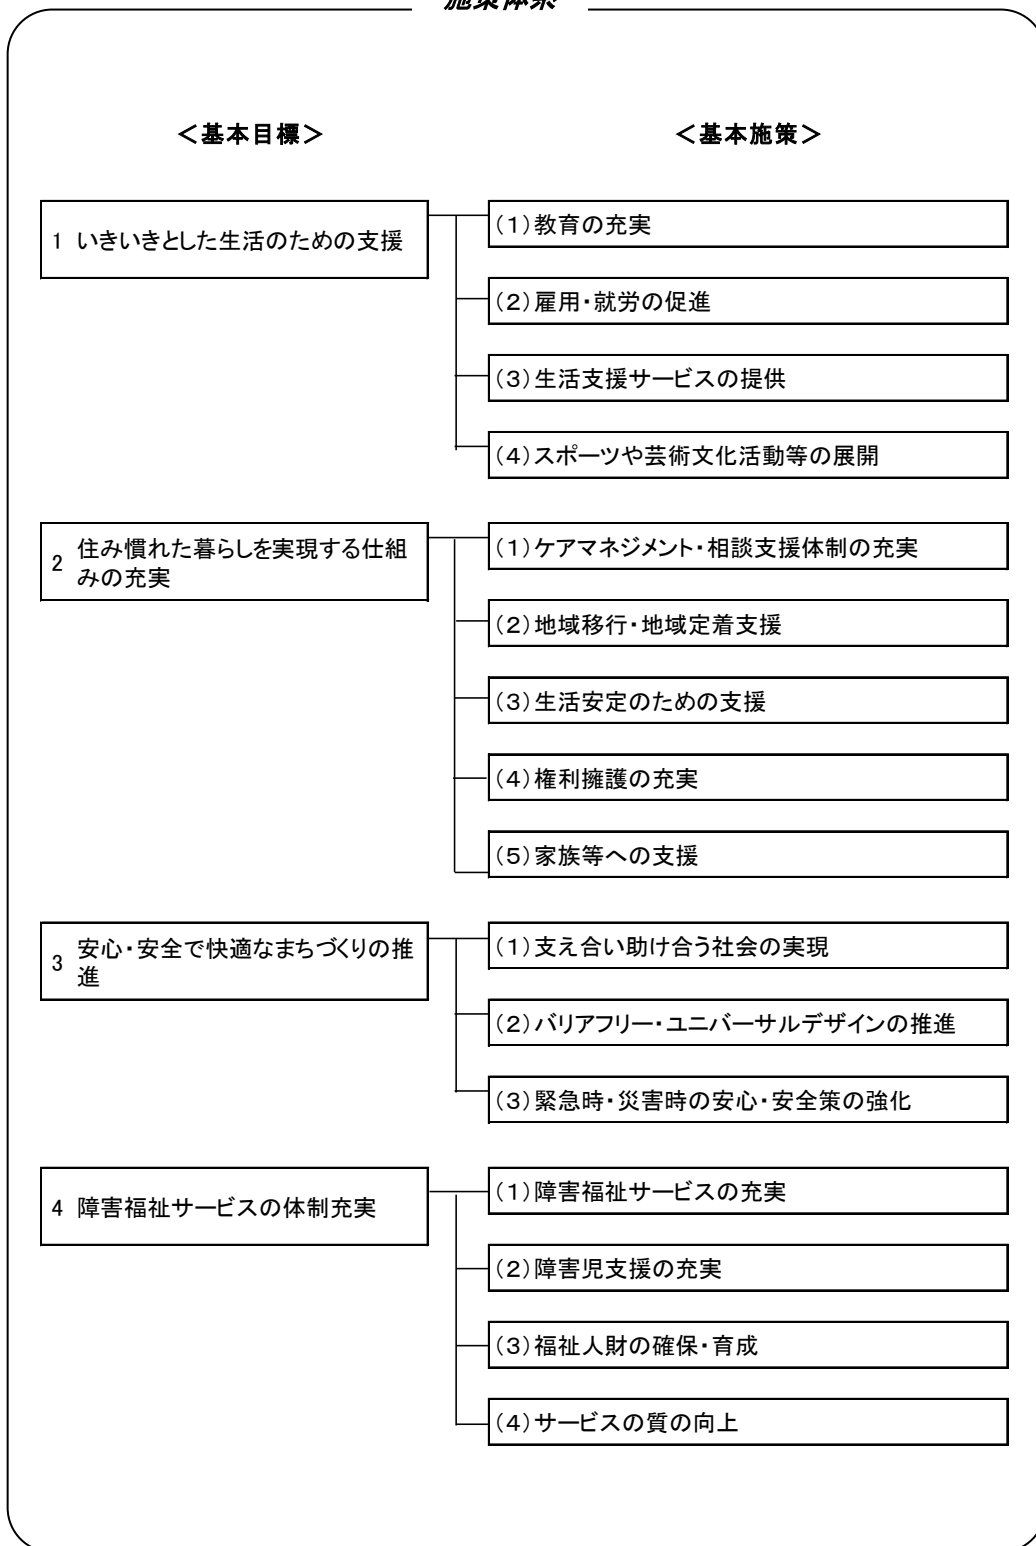 施策体系
＜基本目標＞
＜基本施策＞
1 いきいきとした生活のための支援
（1）教育の充実
（2）雇用・就労の促進
（3）生活支援サービスの提供
（4）スポーツや芸術文化活動等の展開
2 住み慣れた暮らしを実現する仕組
みの充実
（1）ケアマネジメント・相談支援体制の充実
（2）地域移行・地域定着支援
（3）生活安定のための支援
（4）権利擁護の充実
（5）家族等への支援
3 安心・安全で快適なまちづくりの推
進
（1）支え合い助け合う社会の実現
（2）バリアフリー・ユニバーサルデザインの推進
（3）緊急時・災害時の安心・安全策の強化
4 障害福祉サービスの体制充実
（1）障害福祉サービスの充実
（2）障害児支援の充実
（3）福祉人財の確保・育成
（4）サービスの質の向上